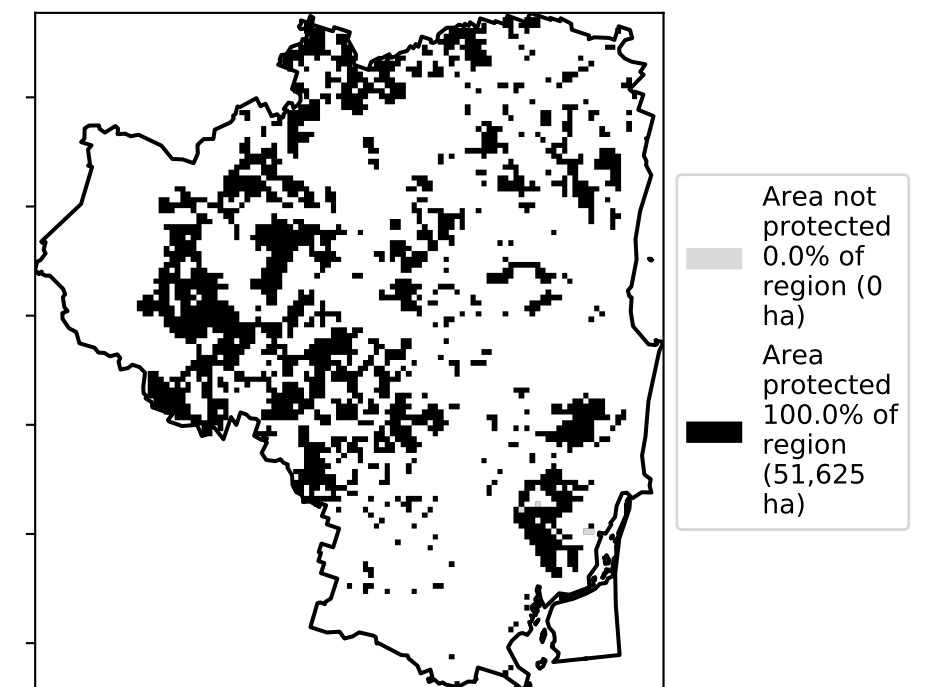 Area not
protected
0.0% of
region (0
ha)
Area
protected
100.0% of
region
(51,625
ha)